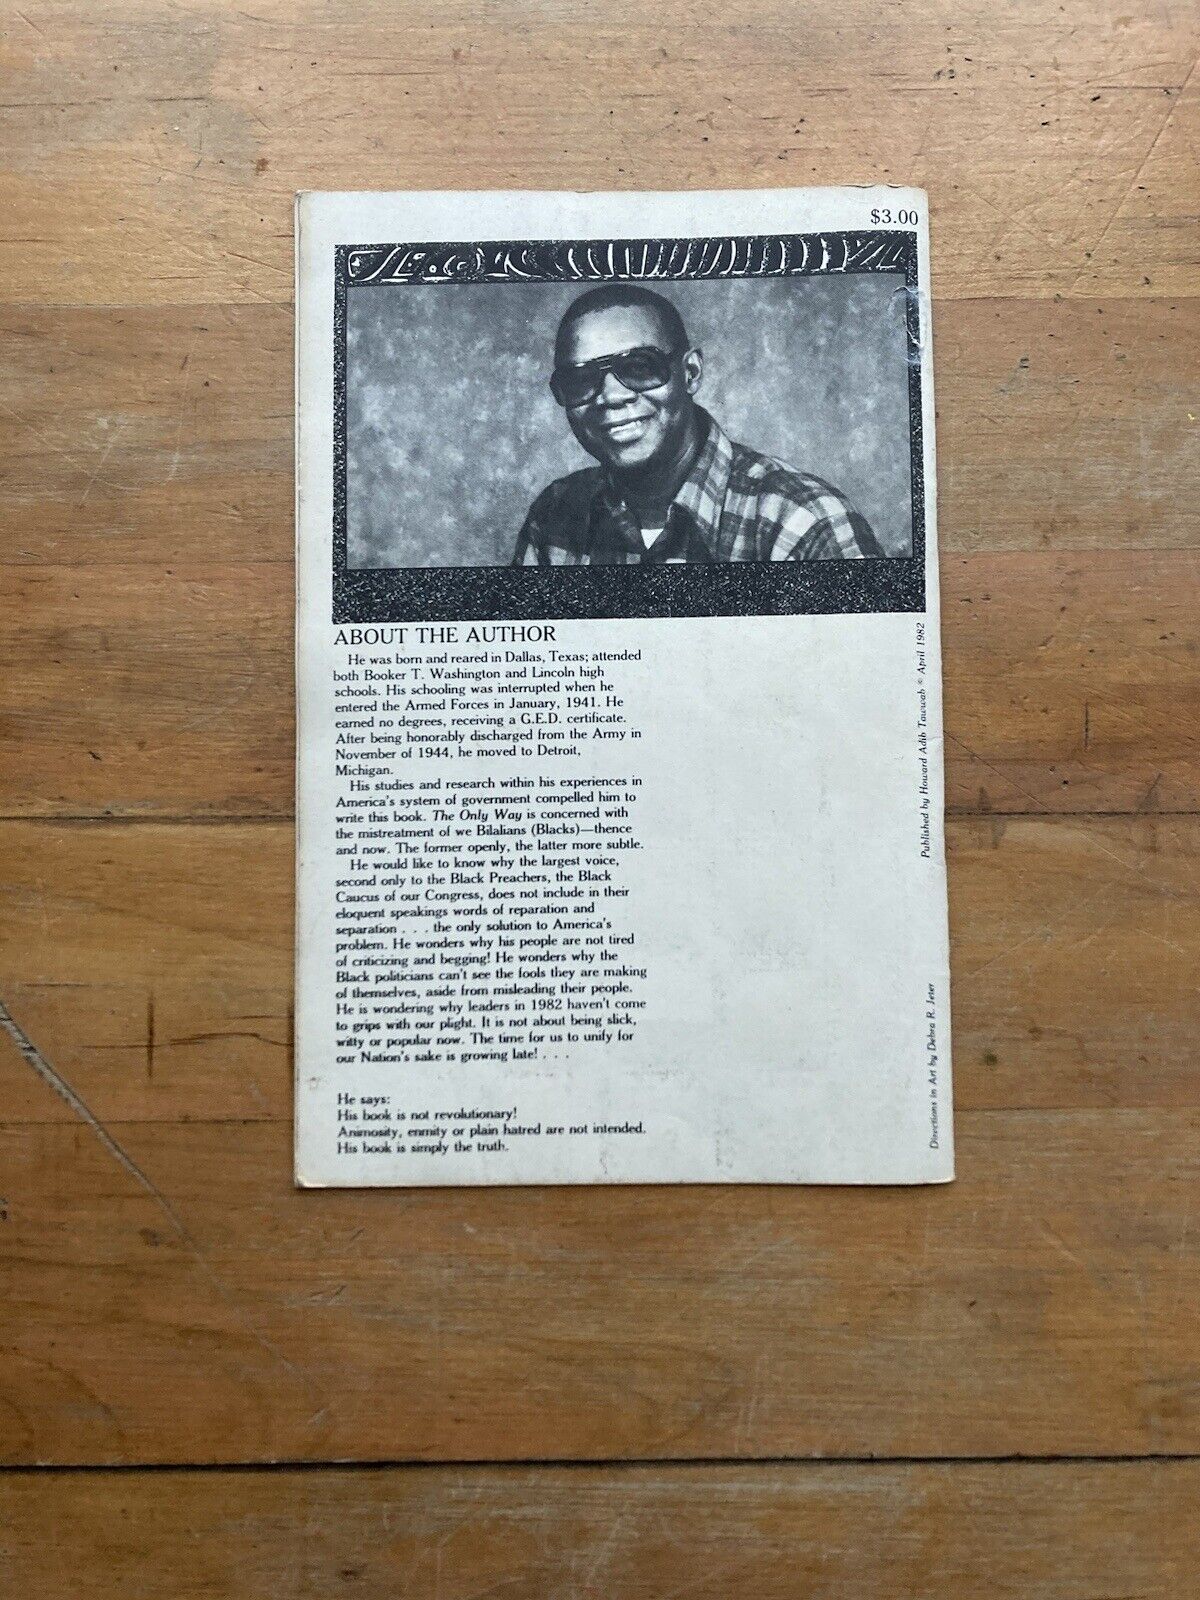 $3.00
ABOUT THE AUTHOR
He was born and reared in Dallas, Texas; attended
both Booker T. Washington and Lincoln high
schools. His schooling was interrupted when he
entered the Armed Forces in January, 1941. He
earned no degrees, receiving a G.E.D. certificate.
After being honorably discharged from the Army in
November of 1944, he moved to Detroit,
Michigan.
His studies and research within his experiences in
America's system of government compelled him to
write this book. The Only Way is concerned with
the mistreatment of we Bilalians (Blacks)—thence
and now. The former openly, the latter more subtle.
He would like to know why the largest voice,
second only to the Black Preachers, the Black
Caucus of our Congress, does not include in their
eloquent speakings words of reparation and
separation . . . the only solution to America's
problem. He wonders why his people are not tired
of criticizing and begging! He wonders why the
Black politicians can't see the fools they are making
of themselves, aside from misleading their people.
He is wondering why leaders in 1982 haven't come
to grips with our plight. It is not about being slick,
witty or popular now. The time for us to unify for
our Nation's sake is growing late! . . .
He says:
His book is not revolutionary!
Animosity, enmity or plain hatred are not intended.
His book is simply the truth.
Published by Howard Adib Tawwab © April 1982
Directions in Art by Debra R. Jeter